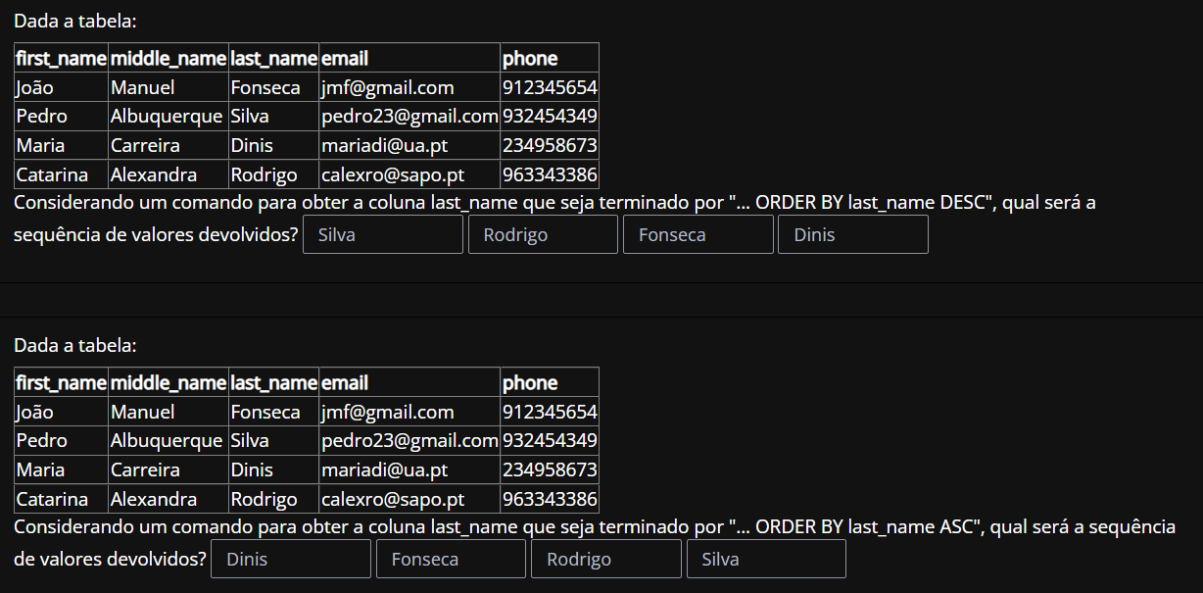 Dada a tabela:
first_name middle_name last_name email phone
João Manuel Fonseca jmf@gmail.com 912345654
Pedro Albuquerque Silva pedro23@gmail.com 932454349
Maria Carreira Dinis mariadi@ua.pt 234958673
Catarina Alexandra Rodrigo calexro@sapo.pt 963343386
Considerando um comando para obter a coluna last_name que seja terminado por "... ORDER BY last_name DESC", qual será a
sequência de valores devolvidos? Silva Rodrigo Fonseca Dinis
Dada a tabela:
first_name middle_name last_name email phone
João Manuel Fonseca jmf@gmail.com 912345654
Pedro Albuquerque Silva pedro23@gmail.com 932454349
Maria Carreira Dinis mariadi@ua.pt 234958673
Catarina Alexandra Rodrigo calexro@sapo.pt 963343386
Considerando um comando para obter a coluna last_name que seja terminado por "... ORDER BY last_name ASC", qual será a sequência
de valores devolvidos? Dinis Fonseca Rodrigo Silva